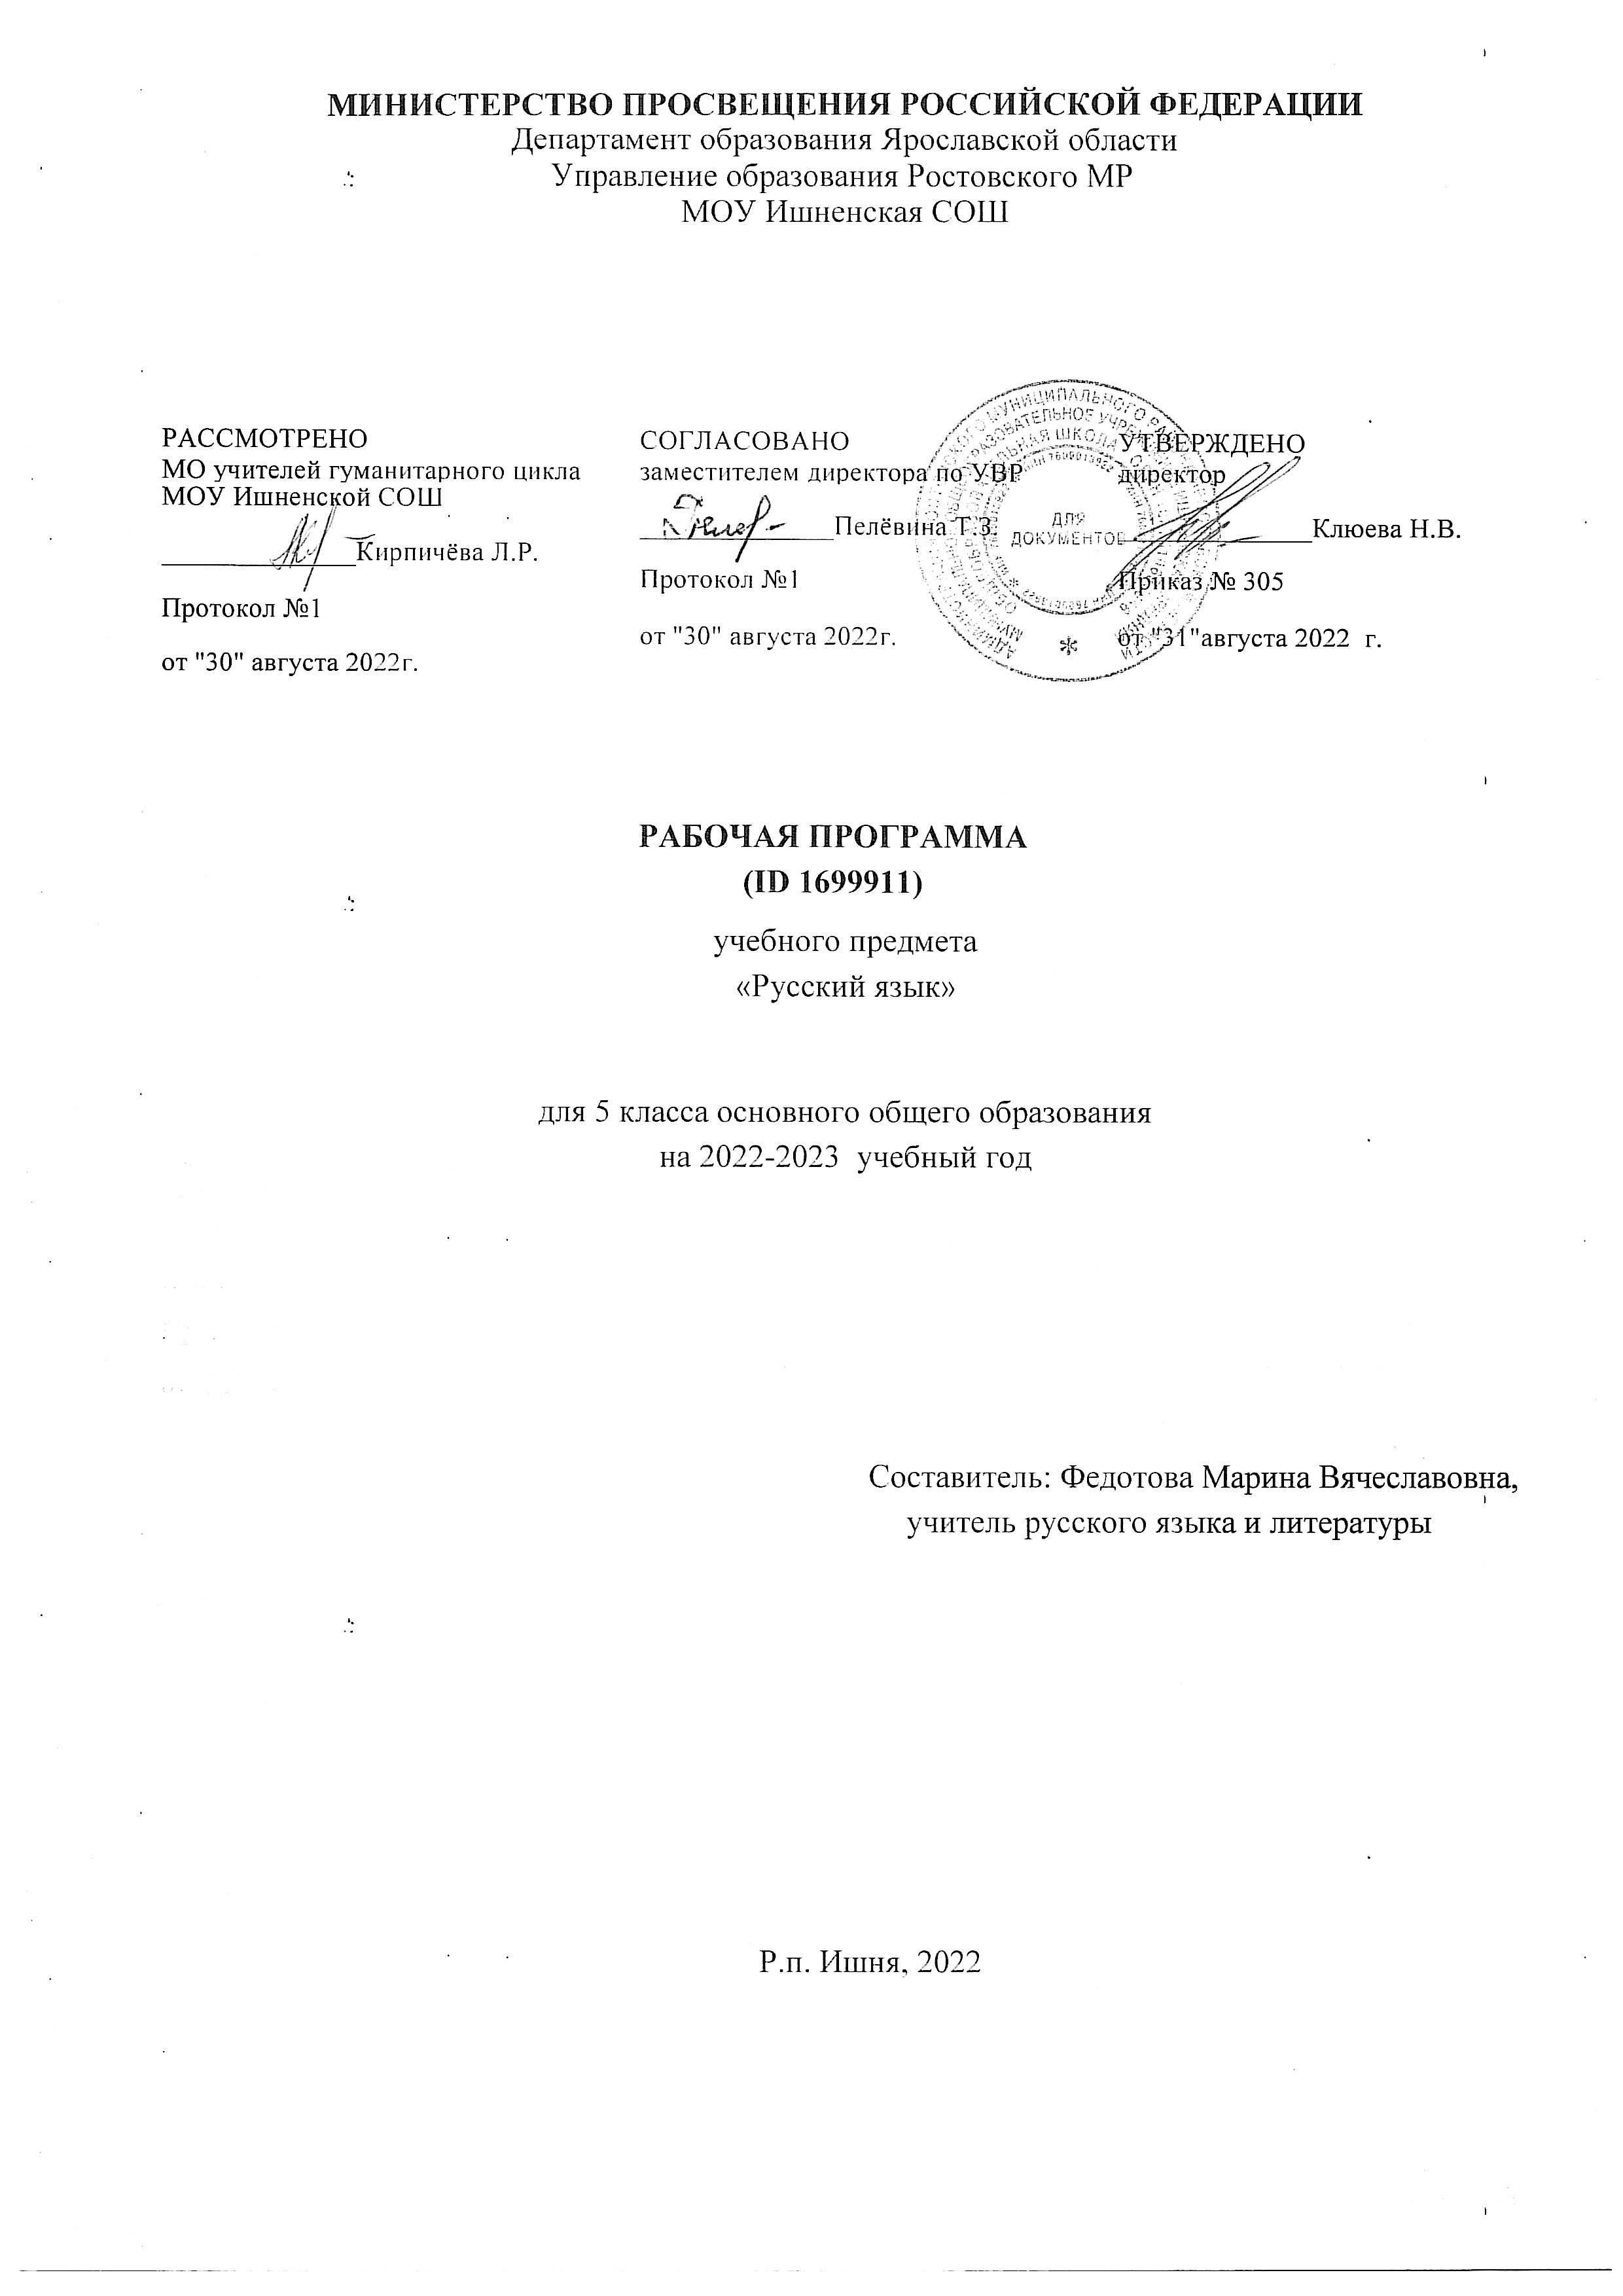 МИНИСТЕРСТВО ПРОСВЕЩЕНИЯ РОССИЙСКОЙ ФЕДЕРАЦИИ
Департамент образования Ярославской области
Управление образования Ростовского МР
МОУ Ишненская СОШ
РАССМОТРЕНО
МО учителей гуманитарного цикла
МОУ Ишненской СОШ
Кирпичёва Л.Р.
Протокол №1
от "30" августа 2022г.
СОГЛАСОВАНО
заместителем директора по УВР
Пелёвина Т.З.
Протокол №1
от "30" августа 2022г.
ДЛЯ
ДОКУМЕНТОВ
УТВЕРЖДЕНО
директор
Клюева Н.В.
Приказ № 305
от "31"августа 2022 г.
РАБОЧАЯ ПРОГРАММА
(ID 1699911)
учебного предмета
«Русский язык»
для 5 класса основного общего образования
на 2022-2023 учебный год
Составитель: Федотова Марина Вячеславовна,
учитель русского языка и литературы
Р.п. Ишня, 2022